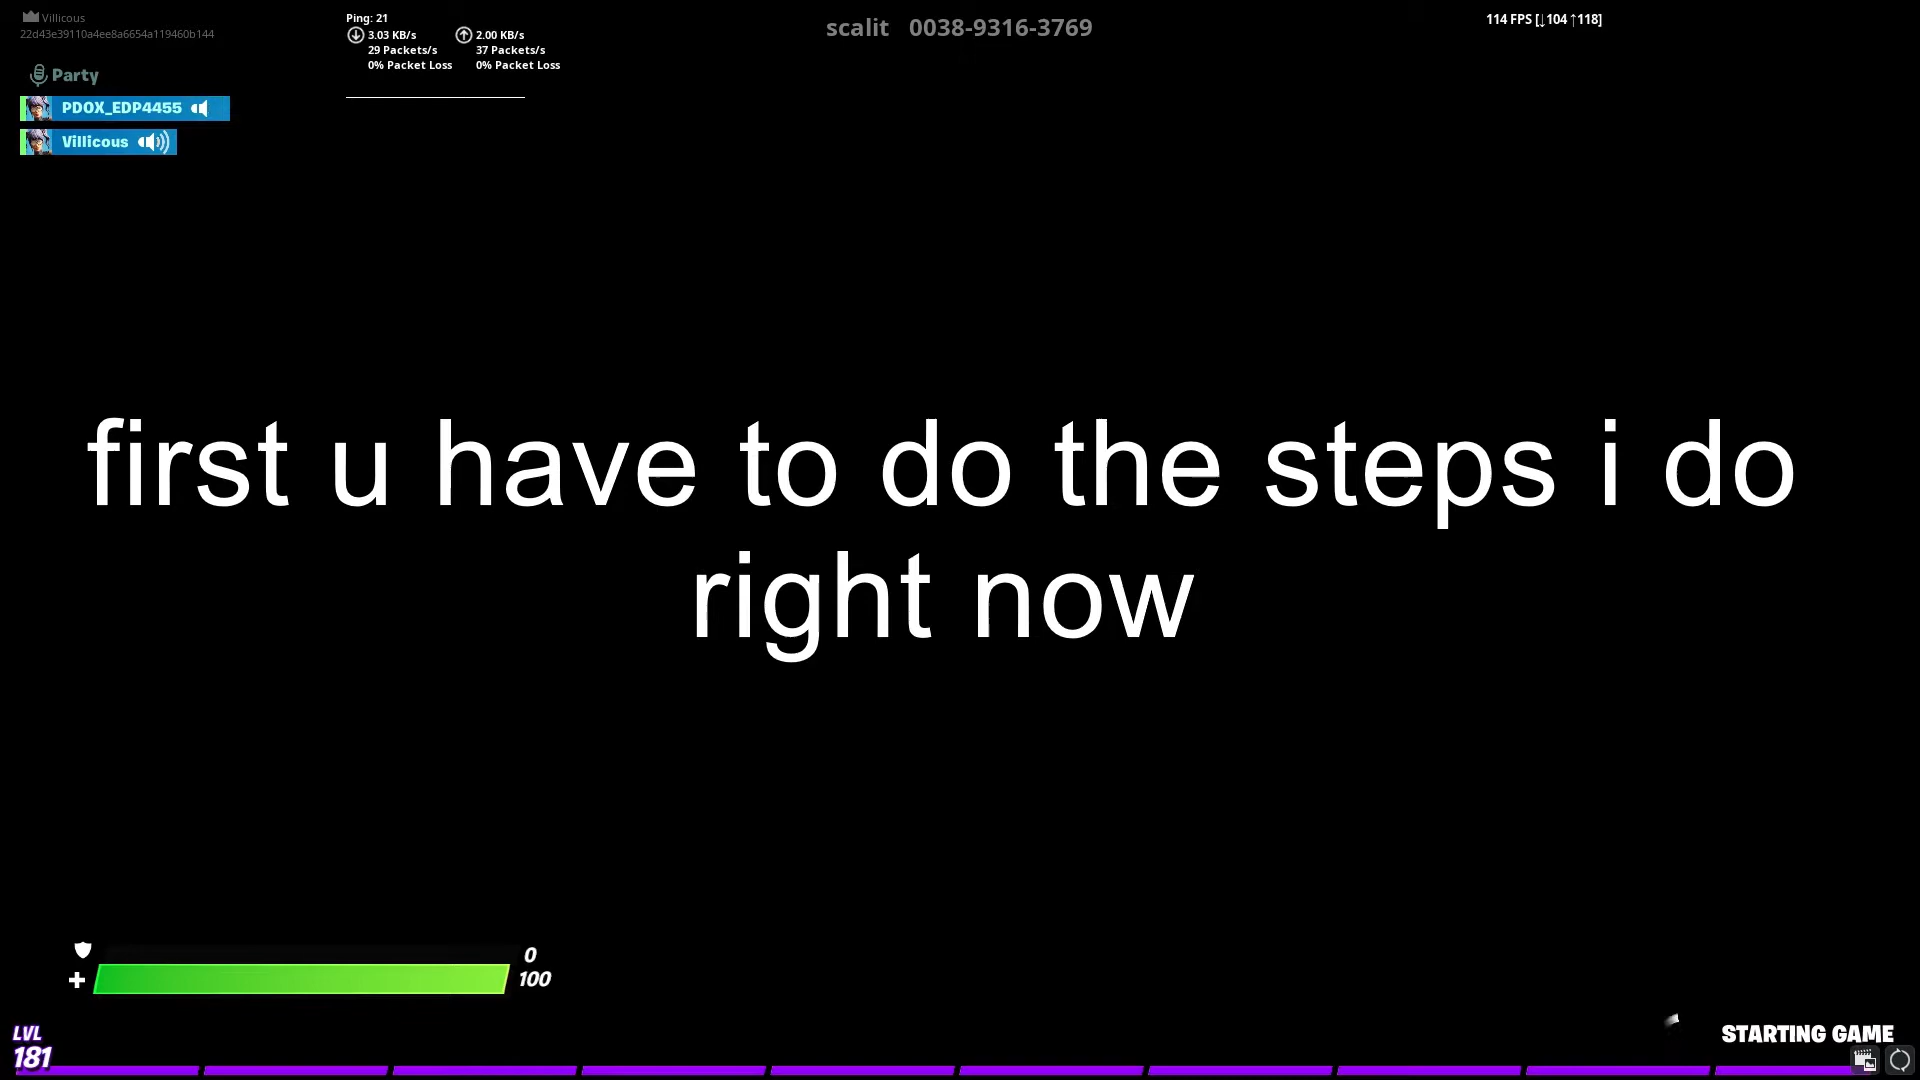 Villicous
22d43e39110a4ee8a6654a119460b144
Ping: 21
3.03 KB/s 2.00 KB/s
29 Packets/s 37 Packets/s
0% Packet Loss 0% Packet Loss
scalit 0038-9316-3769
114 FPS [↓104 ↑118]
Party
PDOX_EDP4455
Villicous
first u have to do the steps i do
right now
0
100
LVL
181
STARTING GAME